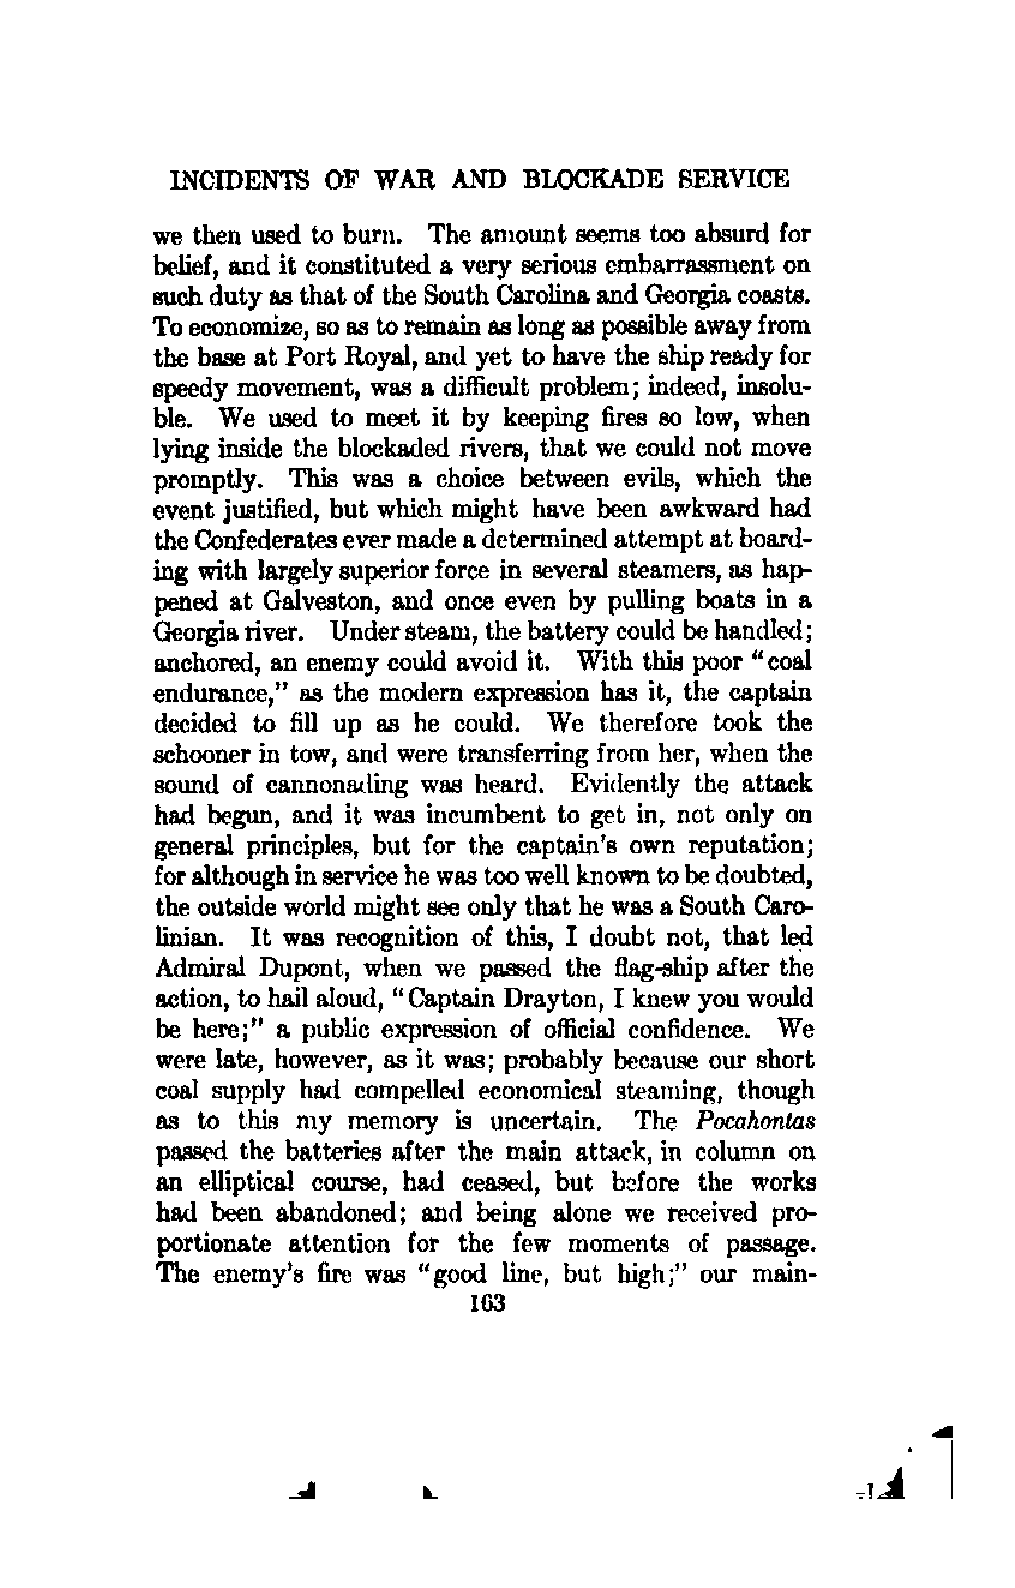 INCIDENTS OF WAR AND BLOCKADE SERVICE
we then used to burn. The amount seems too absurd for
belief, and it constituted a very serious embarrassment on
such duty as that of the South Carolina and Georgia coasts.
To economize, so as to remain as long as possible away from
the base at Port Royal, and yet to have the ship ready for
speedy movement, was a difficult problem; indeed, insolu-
ble. We used to meet it by keeping fires so low, when
lying inside the blockaded rivers, that we could not move
promptly. This was a choice between evils, which the
event justified, but which might have been awkward had
the Confederates ever made a determined attempt at board-
ing with largely superior force in several steamers, as hap-
pened at Galveston, and once even by pulling boats in a
Georgia river. Under steam, the battery could be handled;
anchored, an enemy could avoid it. With this poor "coal
endurance," as the modern expression has it, the captain
decided to fill up as he could. We therefore took the
schooner in tow, and were transferring from her, when the
sound of cannonading was heard. Evidently the attack
had begun, and it was incumbent to get in, not only on
general principles, but for the captain's own reputation;
for although in service he was too well known to be doubted,
the outside world might see only that he was a South Caro-
linian. It was recognition of this, I doubt not, that led
Admiral Dupont, when we passed the flag-ship after the
action, to hail aloud, "Captain Drayton, I knew you would
be here;" a public expression of official confidence. We
were late, however, as it was; probably because our short
coal supply had compelled economical steaming, though
as to this my memory is uncertain. The Pocahontas
passed the batteries after the main attack, in column on
an elliptical course, had ceased, but before the works
had been abandoned; and being alone we received pro-
portionate attention for the few moments of passage.
The enemy's fire was "good line, but high;" our main-
163